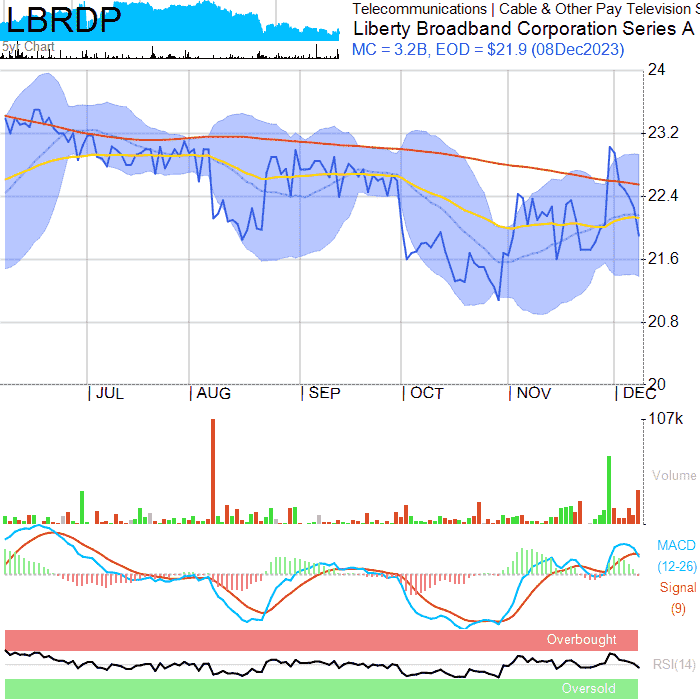 LBRDP
5yr Chart
Telecommunications | Cable & Other Pay Television S
Liberty Broadband Corporation Series A
MC = 3.2B, EOD = $21.9 (08Dec2023)
24
23.2
22.4
21.6
20.8
20
JUL
AUG
SEP
OCT
NOV
DEC
107k
Volume
MACD
(12-26)
Signal
(9)
Overbought
RSI(14)
Oversold